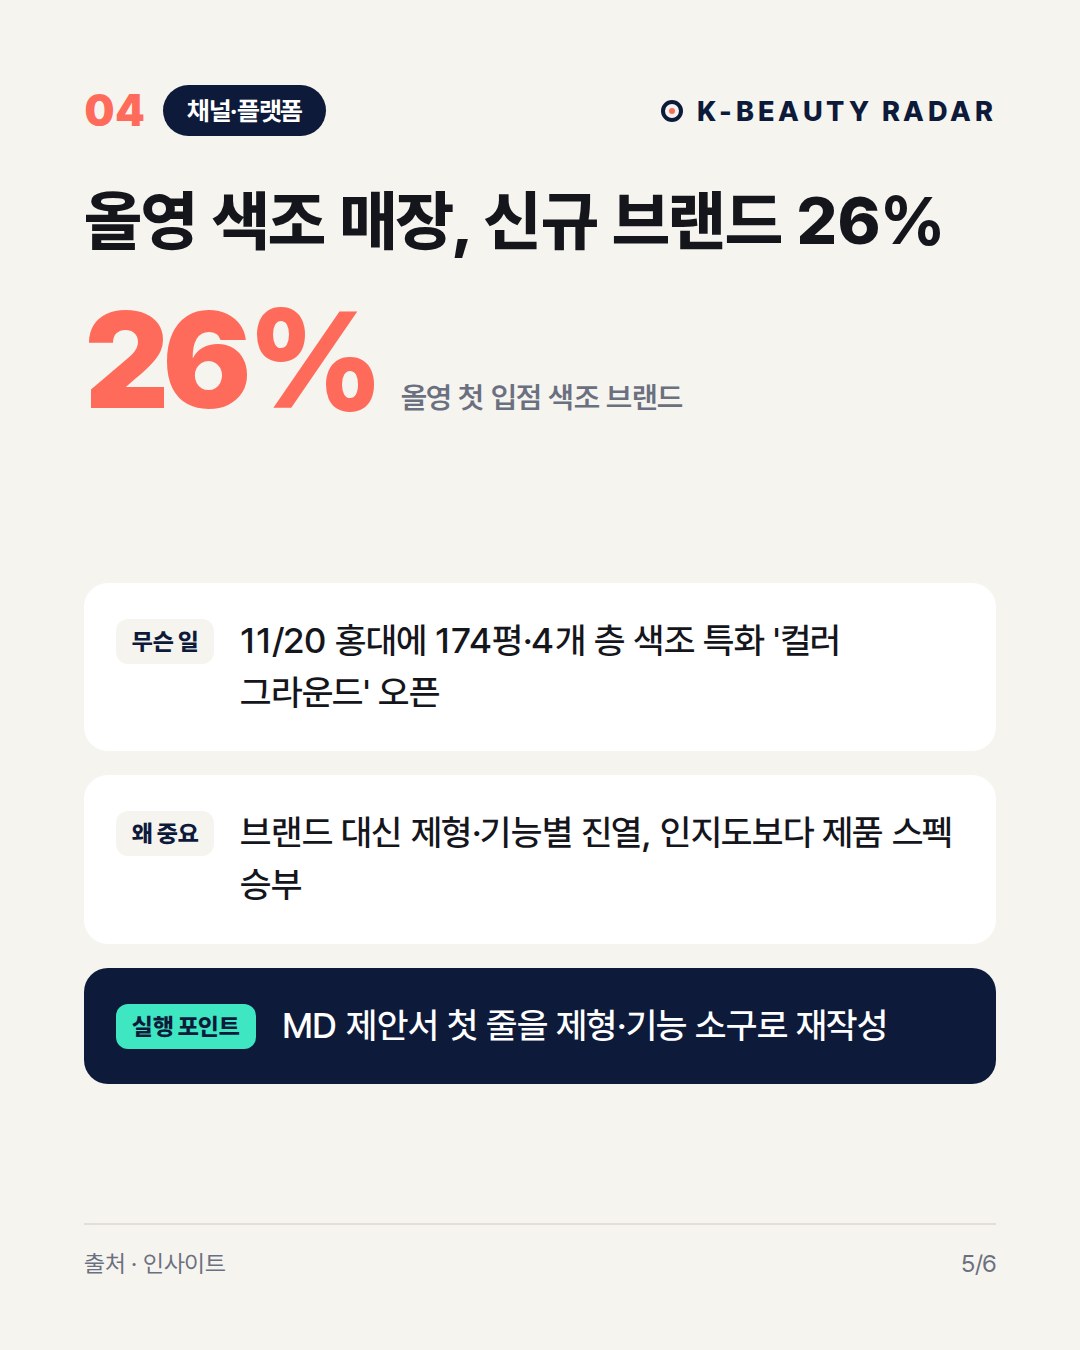 04 채널·플랫폼
K-BEAUTY RADAR
올영 색조 매장, 신규 브랜드 26%
26% 올영 첫 입점 색조 브랜드
무슨 일
11/20 홍대에 174평·4개 층 색조 특화 '컬러
그라운드' 오픈
왜 중요
브랜드 대신 제형·기능별 진열, 인지도보다 제품 스펙
승부
실행 포인트
MD 제안서 첫 줄을 제형·기능 소구로 재작성
출처 · 인사이트
5/6